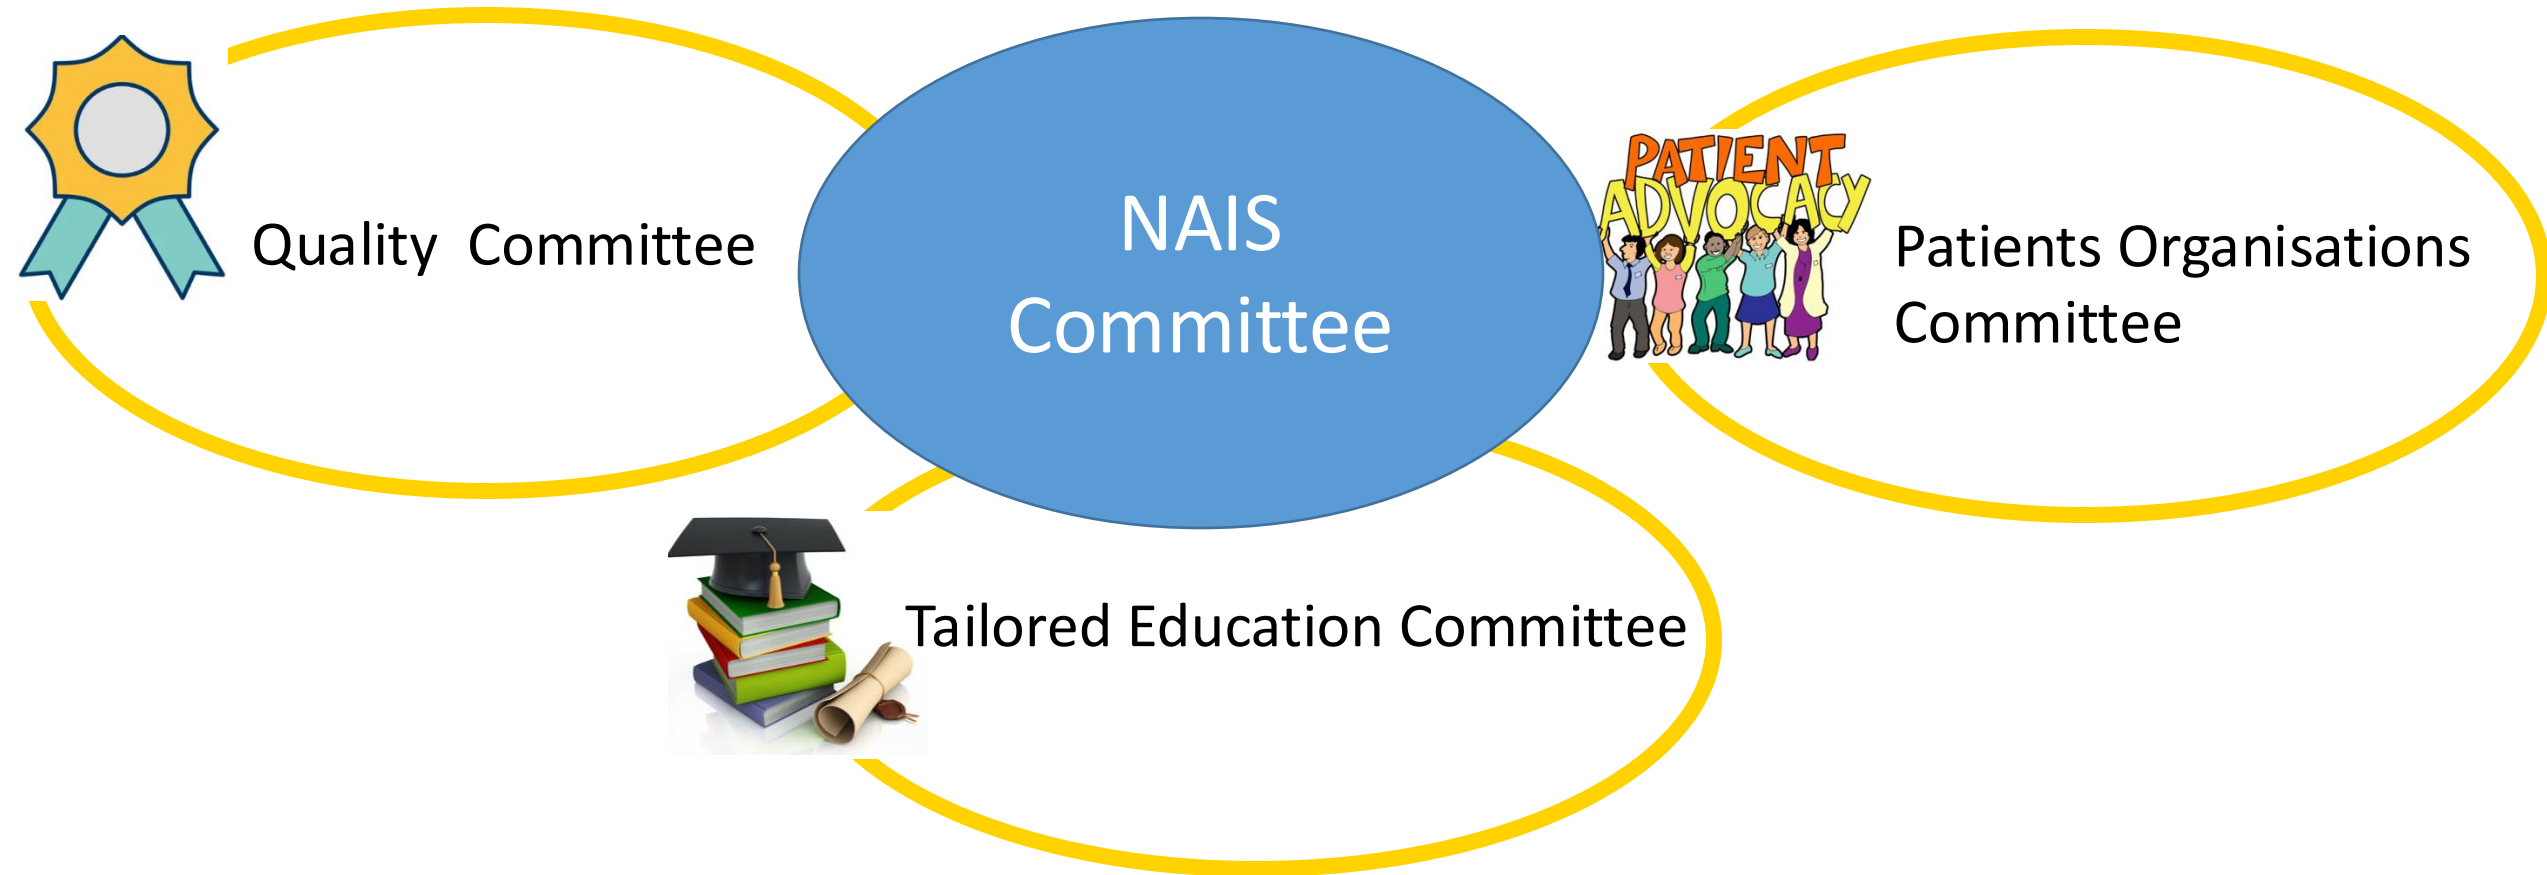 Quality  Committee
NAIS
Committee
PATIENT
ADVOCACY
Patients Organisations
Committee
Tailored Education Committee